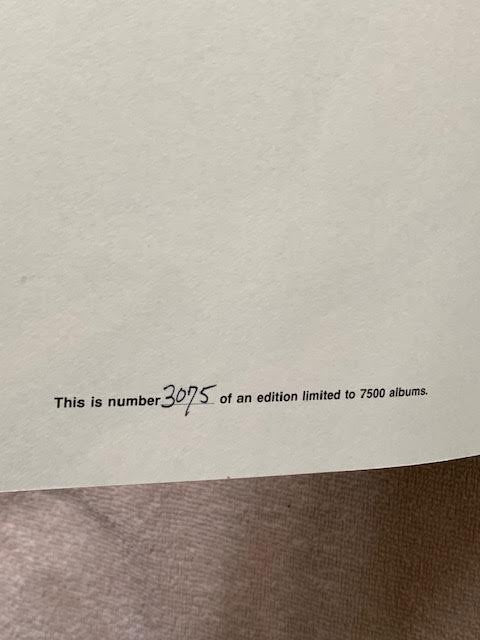 This is number 3075 of an edition limited to 7500 albums.